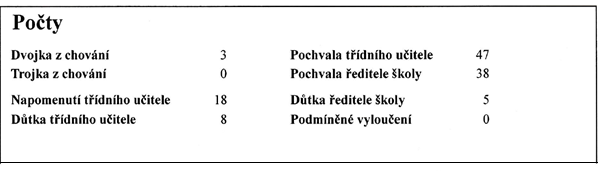 Počty
Dvojka z chování 3 Pochvala třídního učitele 47
Trojka z chování 0 Pochvala ředitele školy 38
Napomenutí třídního učitele 18 Důtka ředitele školy 5
Důtka třídního učitele 8 Podmíněné vyloučení 0